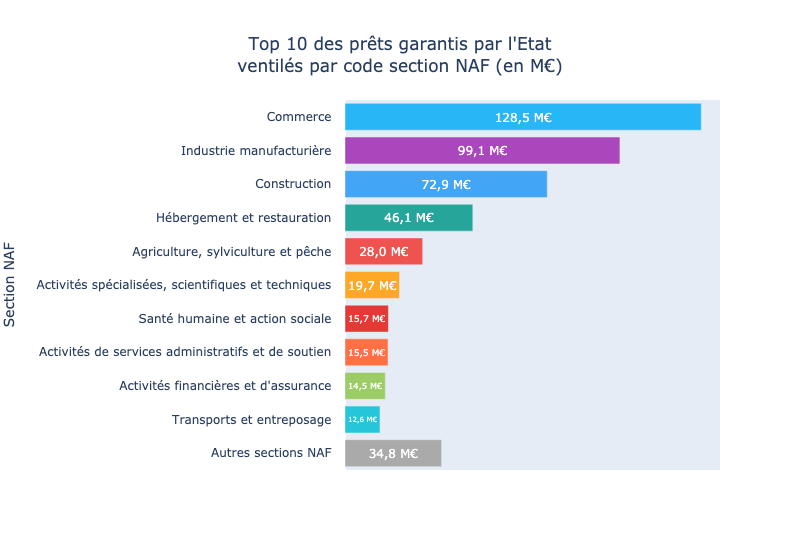 Top 10 des prêts garantis par l'Etat
ventilés par code section NAF (en M€)
Section NAF
Commerce 128,5 M€
Industrie manufacturière 99,1 M€
Construction 72,9 M€
Hébergement et restauration 46,1 M€
Agriculture, sylviculture et pêche 28,0 M€
Activités spécialisées, scientifiques et techniques 19,7 M€
Santé humaine et action sociale 15,7 M€
Activités de services administratifs et de soutien 15,5 M€
Activités financières et d'assurance 14,5 M€
Transports et entreposage 12,6 M€
Autres sections NAF 34,8 M€